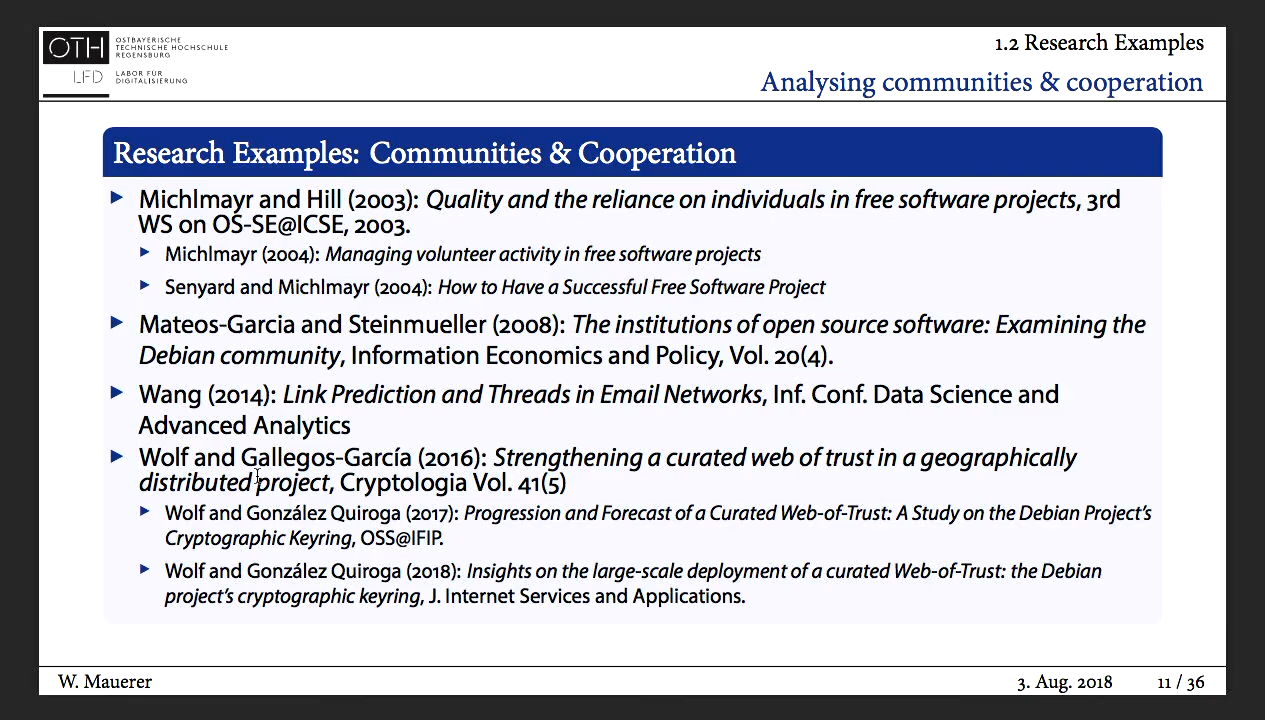 OTH
OSTBAYERISCHE
TECHNISCHE HOCHSCHULE
REGENSBURG
LFD
LABOR FÜR
DIGITALISIERUNG
1.2 Research Examples
Analysing communities & cooperation
Research Examples: Communities & Cooperation
Michlmayr and Hill (2003): Quality and the reliance on individuals in free software projects, 3rd
WS on OS-SE@ICSE, 2003.
Michlmayr (2004): Managing volunteer activity in free software projects
Senyard and Michlmayr (2004): How to Have a Successful Free Software Project
Mateos-Garcia and Steinmueller (2008): The institutions of open source software: Examining the
Debian community, Information Economics and Policy, Vol. 20(4).
Wang (2014): Link Prediction and Threads in Email Networks, Inf. Conf. Data Science and
Advanced Analytics
Wolf and Gallegos-García (2016): Strengthening a curated web of trust in a geographically
distributed project, Cryptologia Vol. 41(5)
Wolf and González Quiroga (2017): Progression and Forecast of a Curated Web-of-Trust: A Study on the Debian Project's
Cryptographic Keyring, OSS@IFIP.
Wolf and González Quiroga (2018): Insights on the large-scale deployment of a curated Web-of-Trust: the Debian
project's cryptographic keyring, J. Internet Services and Applications.
W. Mauerer
3. Aug. 2018
11 / 36